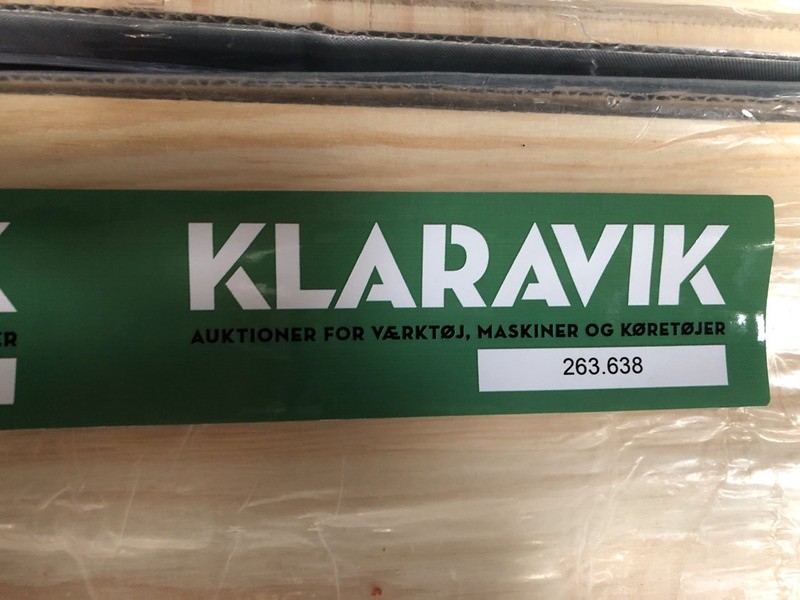 KLARAVIK
AUKTIONER FOR VÆRKTØJ, MASKINER OG KØRETØJER
263.638